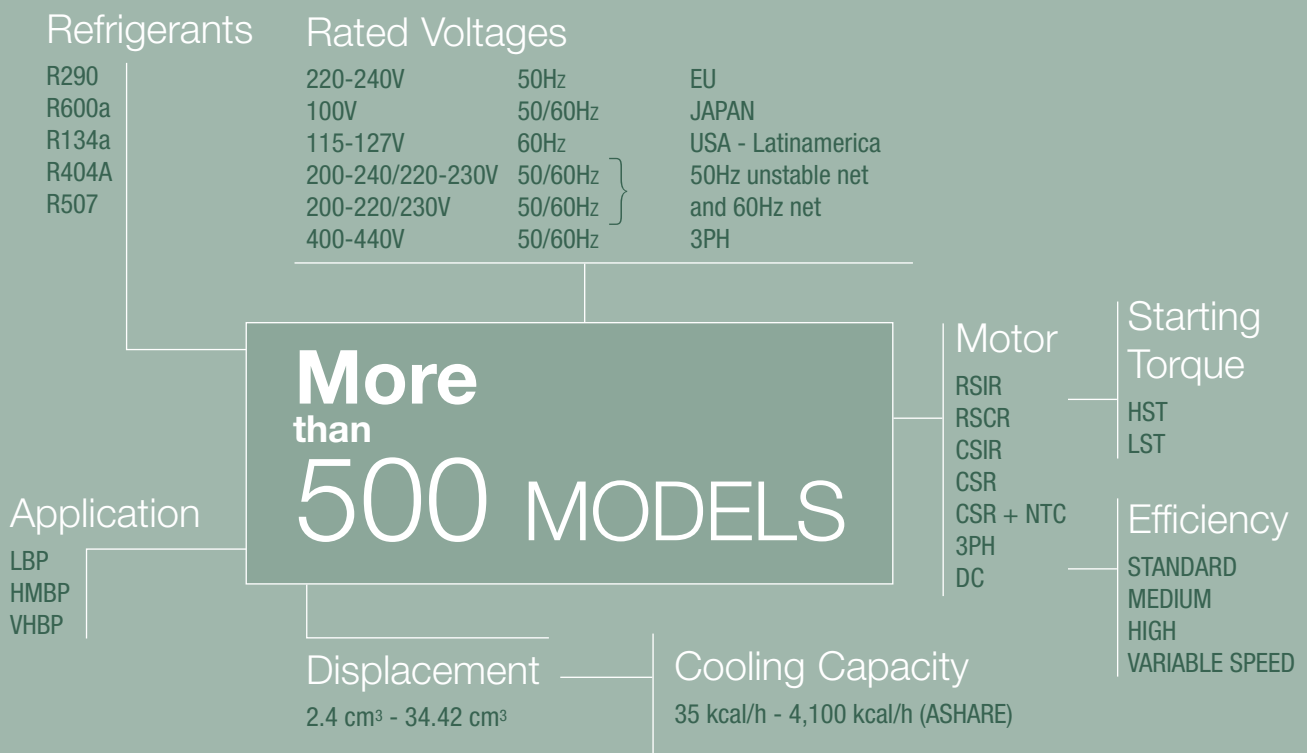 Refrigerants
R290
R600a
R134a
R404A
R507
Rated Voltages
220-240V 50Hz EU
100V 50/60Hz JAPAN
115-127V 60Hz USA - Latinamerica
200-240/220-230V 50/60Hz 50Hz unstable net
200-220/230V 50/60Hz and 60Hz net
400-440V 50/60Hz 3PH
More
than
500 MODELS
Motor
RSIR
RSCR
CSIR
CSR
CSR + NTC
3PH
DC
Starting
Torque
HST
LST
Efficiency
STANDARD
MEDIUM
HIGH
VARIABLE SPEED
Application
LBP
HMBP
VHBP
Displacement
2.4 cm³ - 34.42 cm³
Cooling Capacity
35 kcal/h - 4,100 kcal/h (ASHARE)